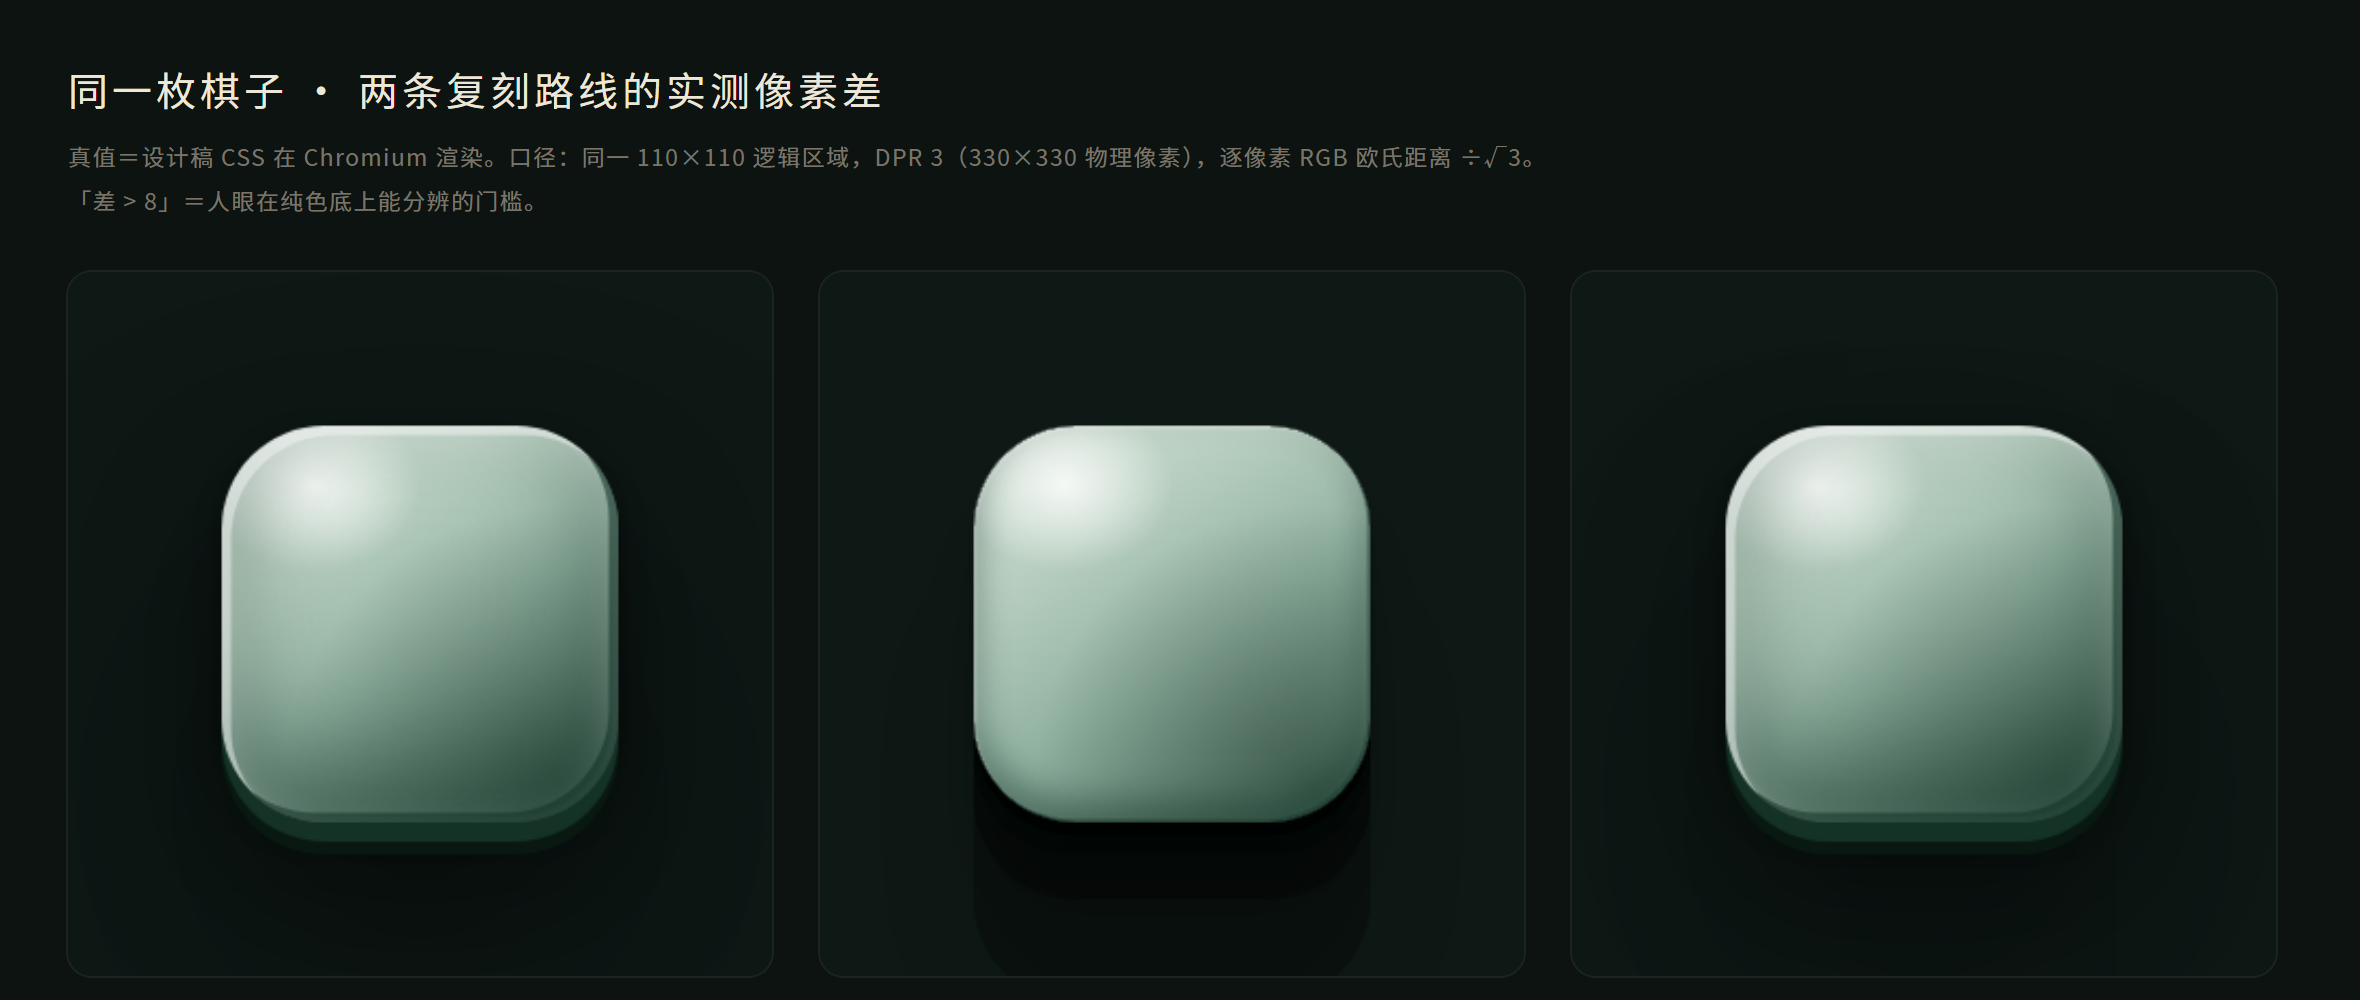 同一枚棋子 · 两条复刻路线的实测像素差
真值＝设计稿 CSS 在 Chromium 渲染。口径：同一 110×110 逻辑区域，DPR 3（330×330 物理像素），逐像素 RGB 欧氏距离 ÷√3。
「差 > 8」＝人眼在纯色底上能分辨的门槛。